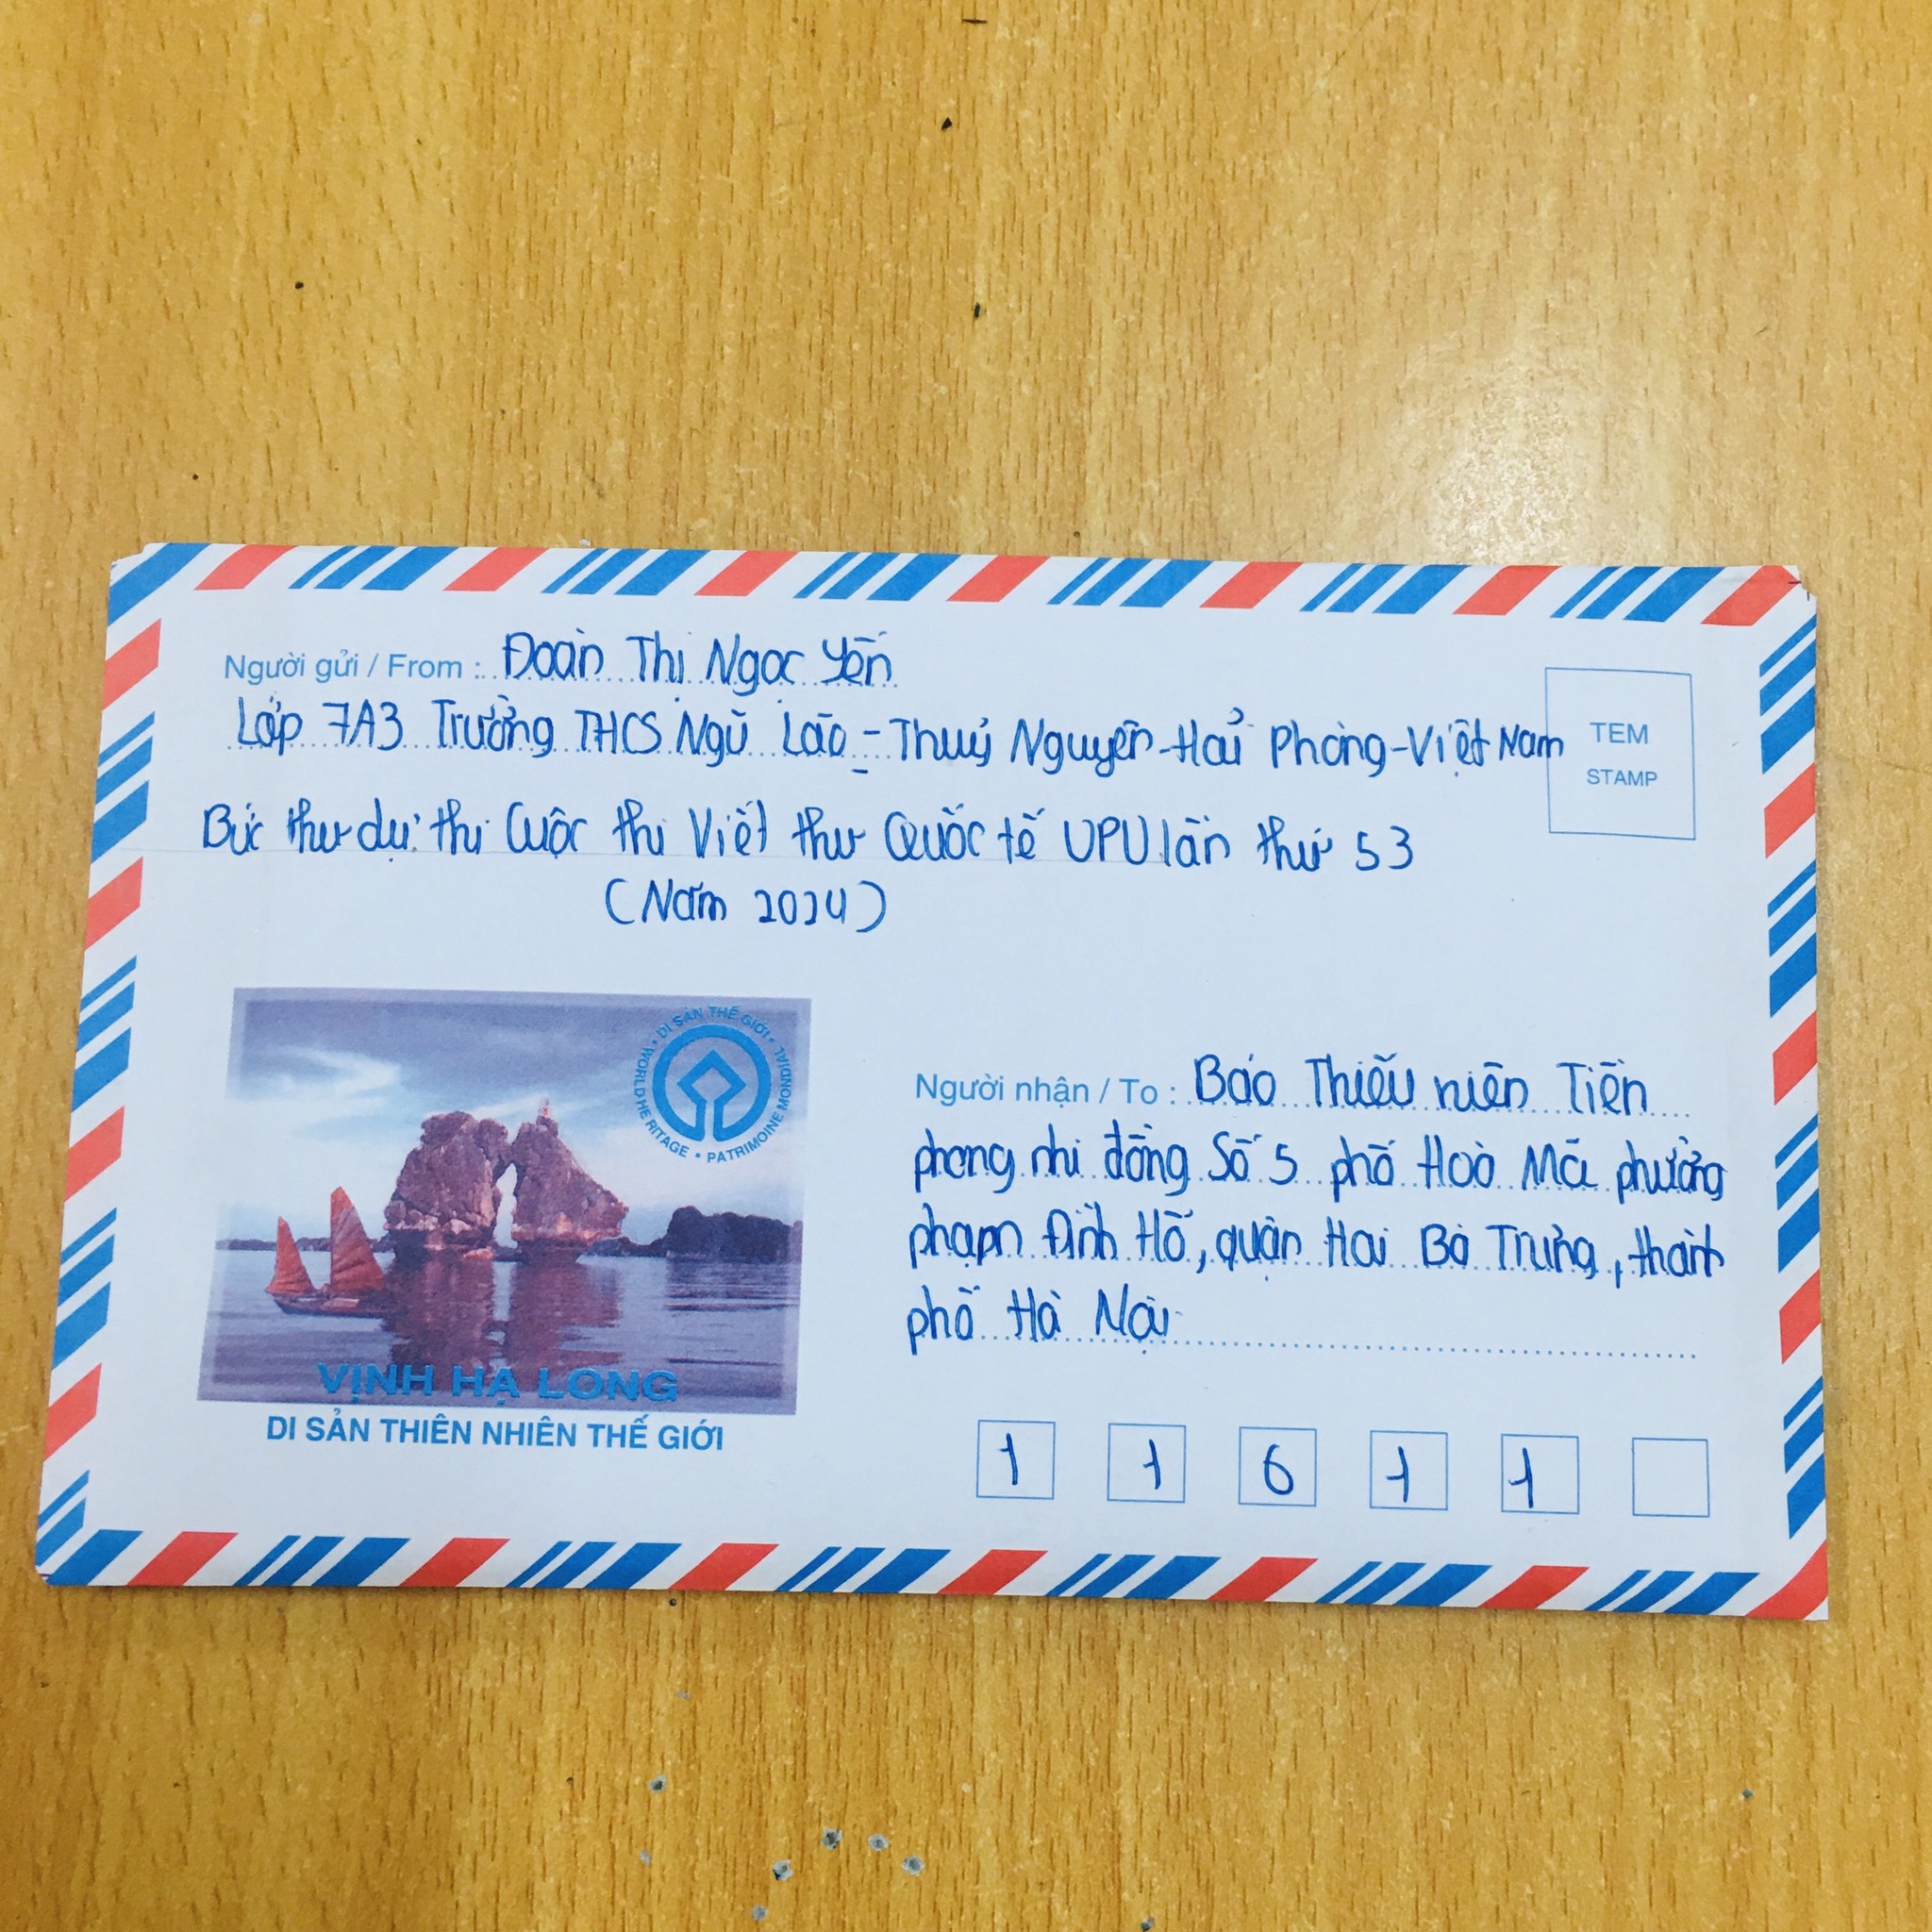 Người gửi / From : Đoàn Thị Ngọc Yến
Lớp 7A3 Trường THCS Ngũ Lão - Thuỷ Nguyên - Hải Phòng - Việt Nam
TEM
STAMP
Bức thư dự thi Cuộc thi Viết thư Quốc tế UPU lần thứ 53
(Năm 2024)
DI SẢN THẾ GIỚI • WORLD HERITAGE • PATRIMOINE MONDIAL
VỊNH HẠ LONG
DI SẢN THIÊN NHIÊN THẾ GIỚI
Người nhận / To : Báo Thiếu niên Tiền
phong nhi đồng Số 5 phố Hoà Mã phường
phạm Đình Hổ, quận Hai Bà Trưng, thành
phố Hà Nội
1 1 6 1 1